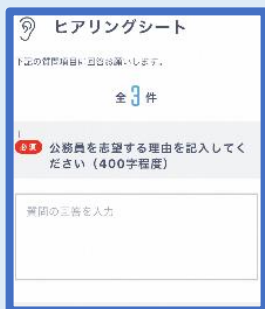 ヒアリングシート
下記の質問項目に回答お願いします。
全3件
1
必須
公務員を志望する理由を記入してく
ださい（400字程度）
質問の回答を入力